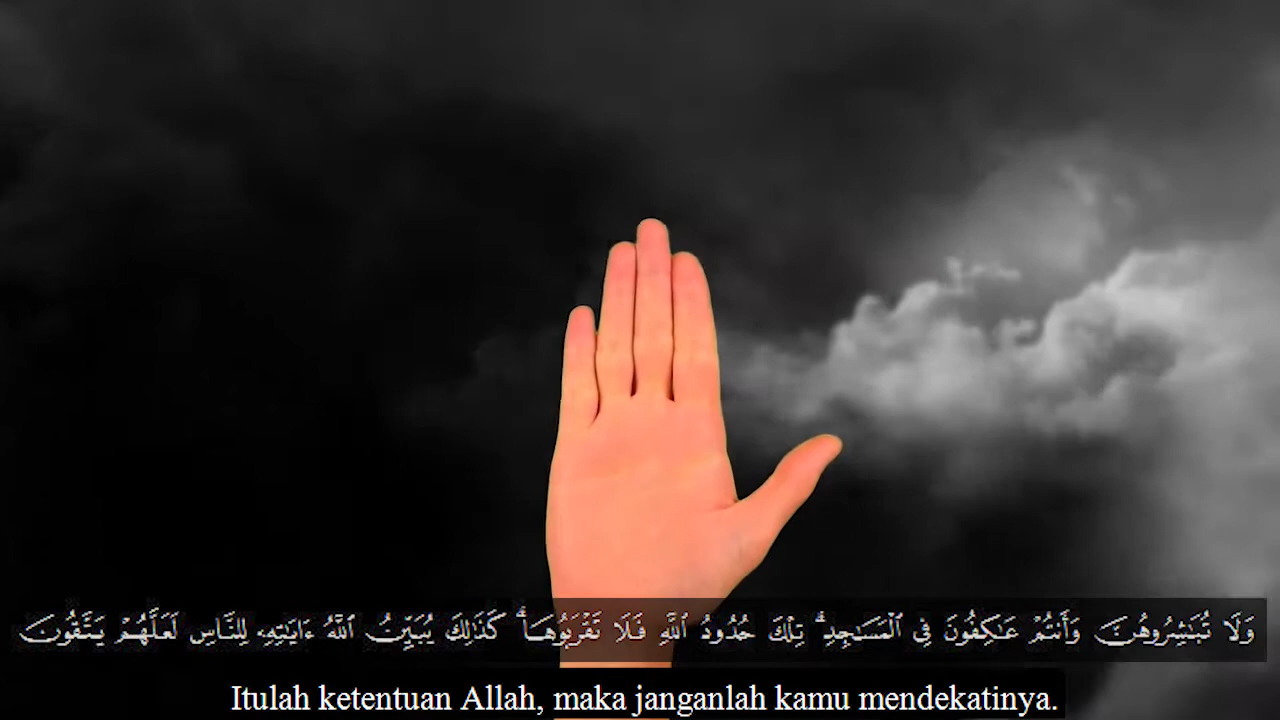 وَلَا تُبَٰشِرُوهُنَّ وَأَنتُمْ عَٰكِفُونَ فِي ٱلْمَسَٰجِدِ ۗ تِلْكَ حُدُودُ ٱللَّهِ فَلَا تَقْرَبُوهَا ۗ كَذَٰلِكَ يُبَيِّنُ ٱللَّهُ ءَايَٰتِهِۦ لِلنَّاسِ لَعَلَّهُمْ يَتَّقُونَ
Itulah ketentuan Allah, maka janganlah kamu mendekatinya.